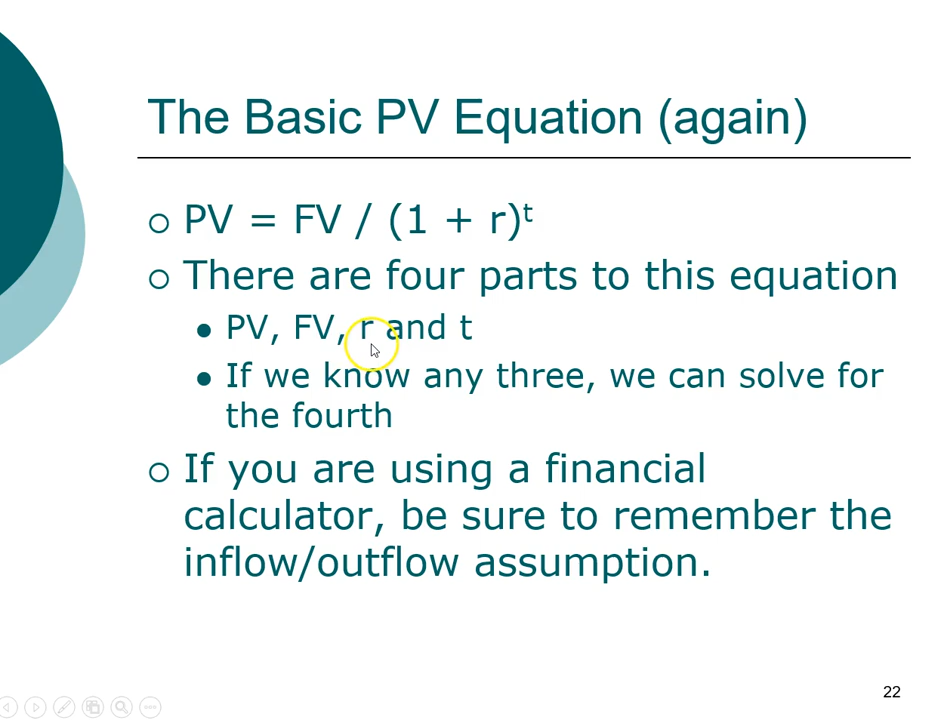 The Basic PV Equation (again)
PV = FV / (1 + r)ᵗ
There are four parts to this equation
PV, FV, r and t
If we know any three, we can solve for
the fourth
If you are using a financial
calculator, be sure to remember the
inflow/outflow assumption.
22